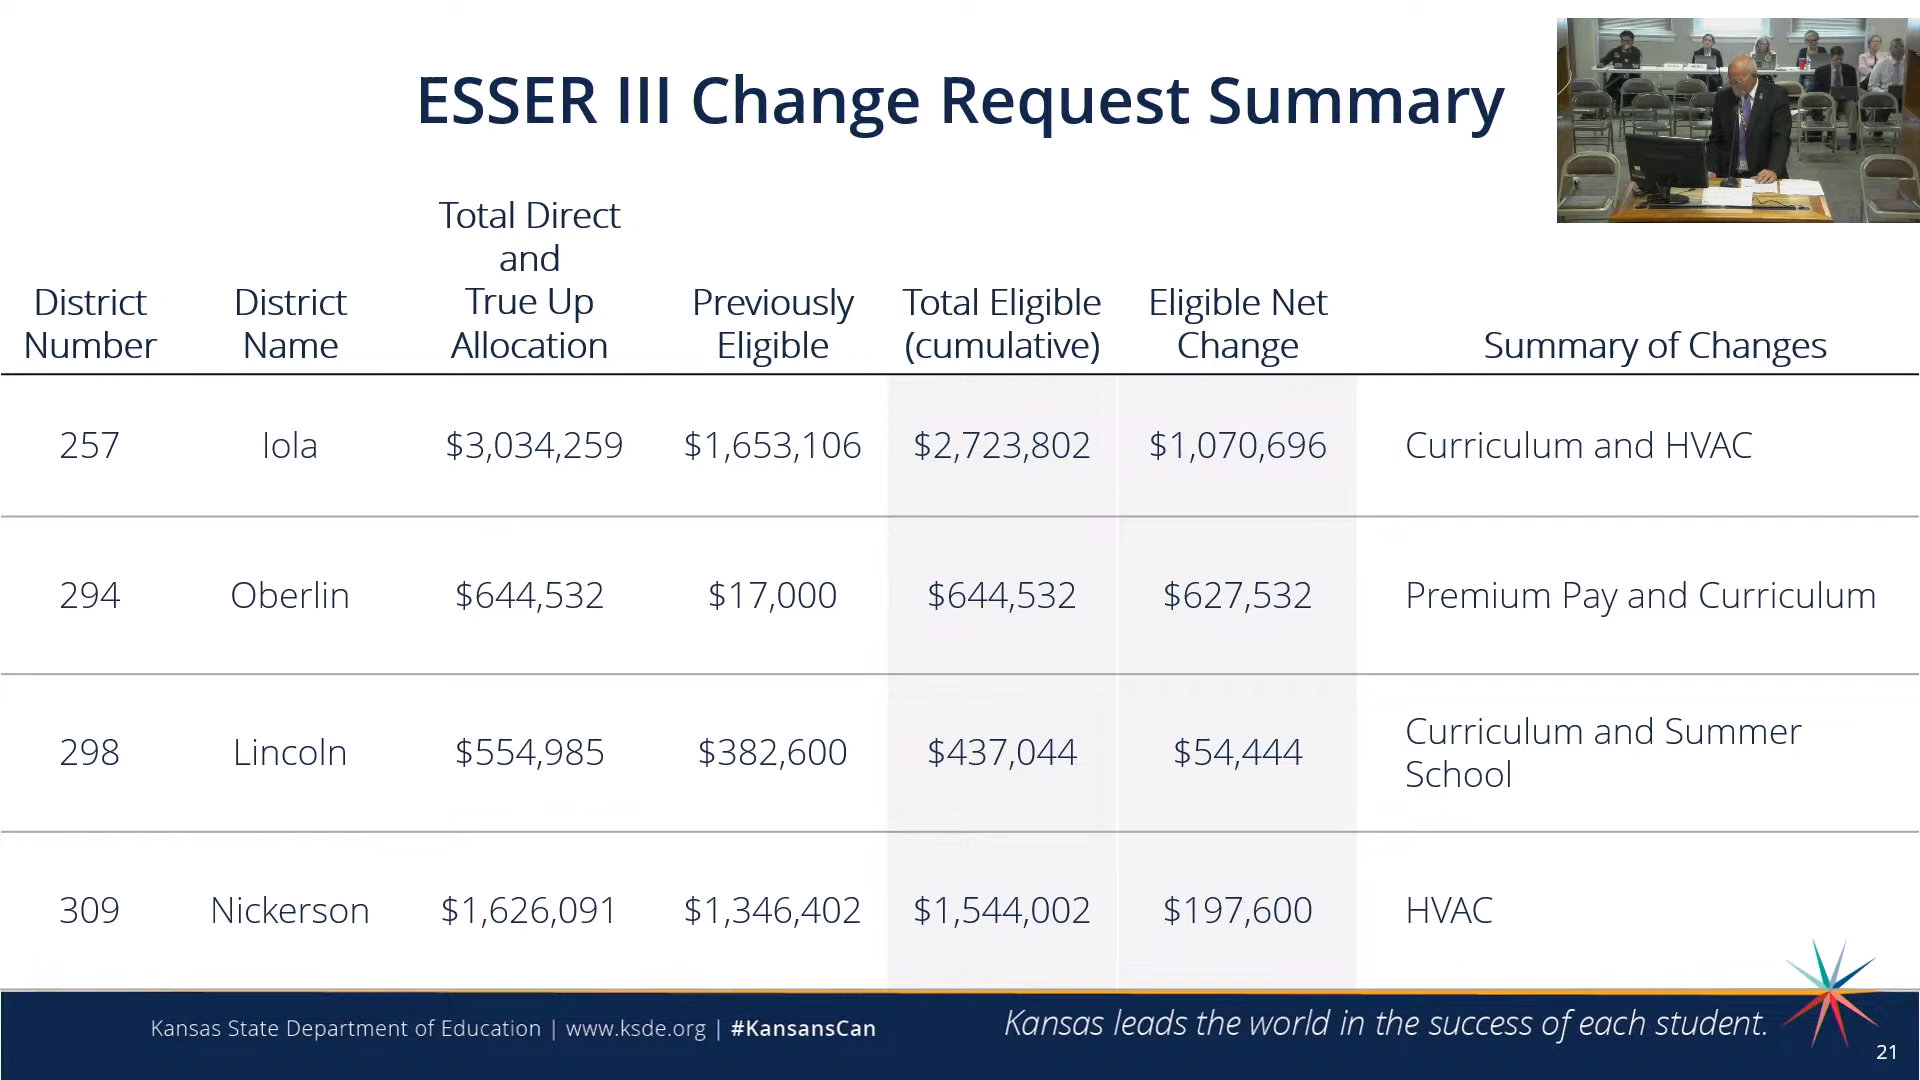 ESSER III Change Request Summary
Total Direct
and
True Up
Allocation
District
Number
District
Name
Previously
Eligible
Total Eligible
(cumulative)
Eligible Net
Change
Summary of Changes
257 Iola $3,034,259 $1,653,106 $2,723,802 $1,070,696 Curriculum and HVAC
294 Oberlin $644,532 $17,000 $644,532 $627,532 Premium Pay and Curriculum
298 Lincoln $554,985 $382,600 $437,044 $54,444 Curriculum and Summer
School
309 Nickerson $1,626,091 $1,346,402 $1,544,002 $197,600 HVAC
Kansas State Department of Education | www.ksde.org | #KansansCan
Kansas leads the world in the success of each student.
21